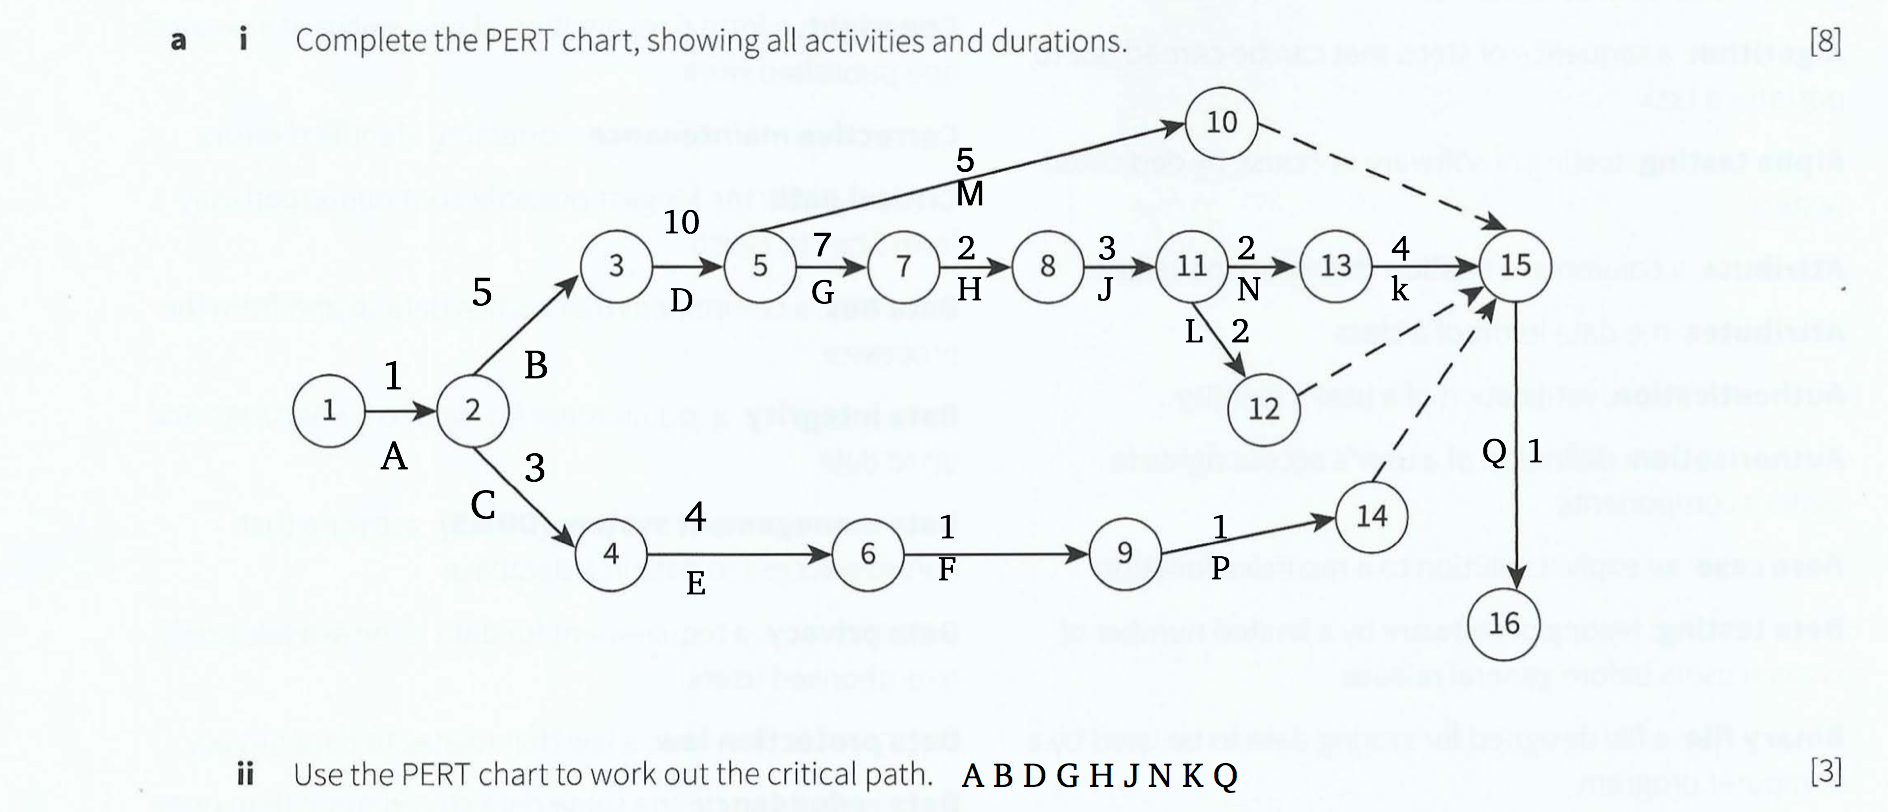 a i Complete the PERT chart, showing all activities and durations. [8]
10
5
M
10
3 5 7 7 2 8 3 11 2 13 4 15
D G H J N k
5
L 2
B
1
1 2 12
A
3
C
Q 1
4
1
1 14
4 6 9
E F P
16
ii Use the PERT chart to work out the critical path. A B D G H J N K Q [3]